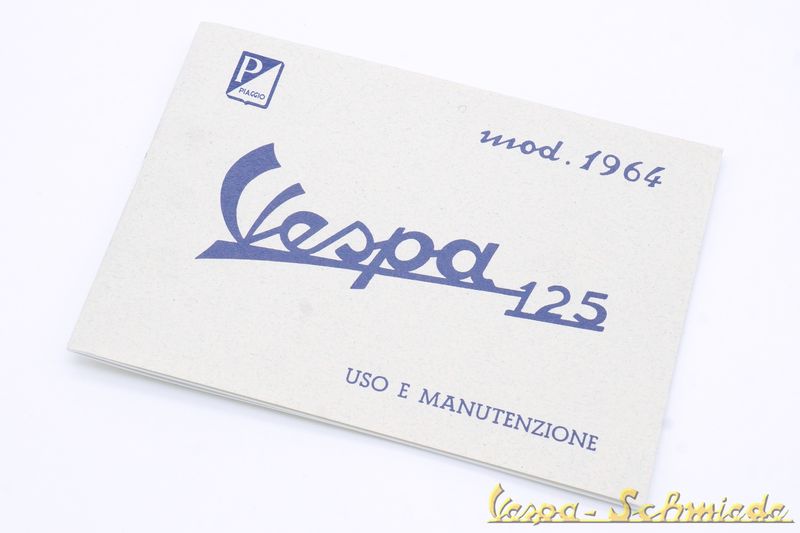 P
PIAGGIO
mod. 1964
Vespa 125
USO E MANUTENZIONE
Vespa-Schmiede